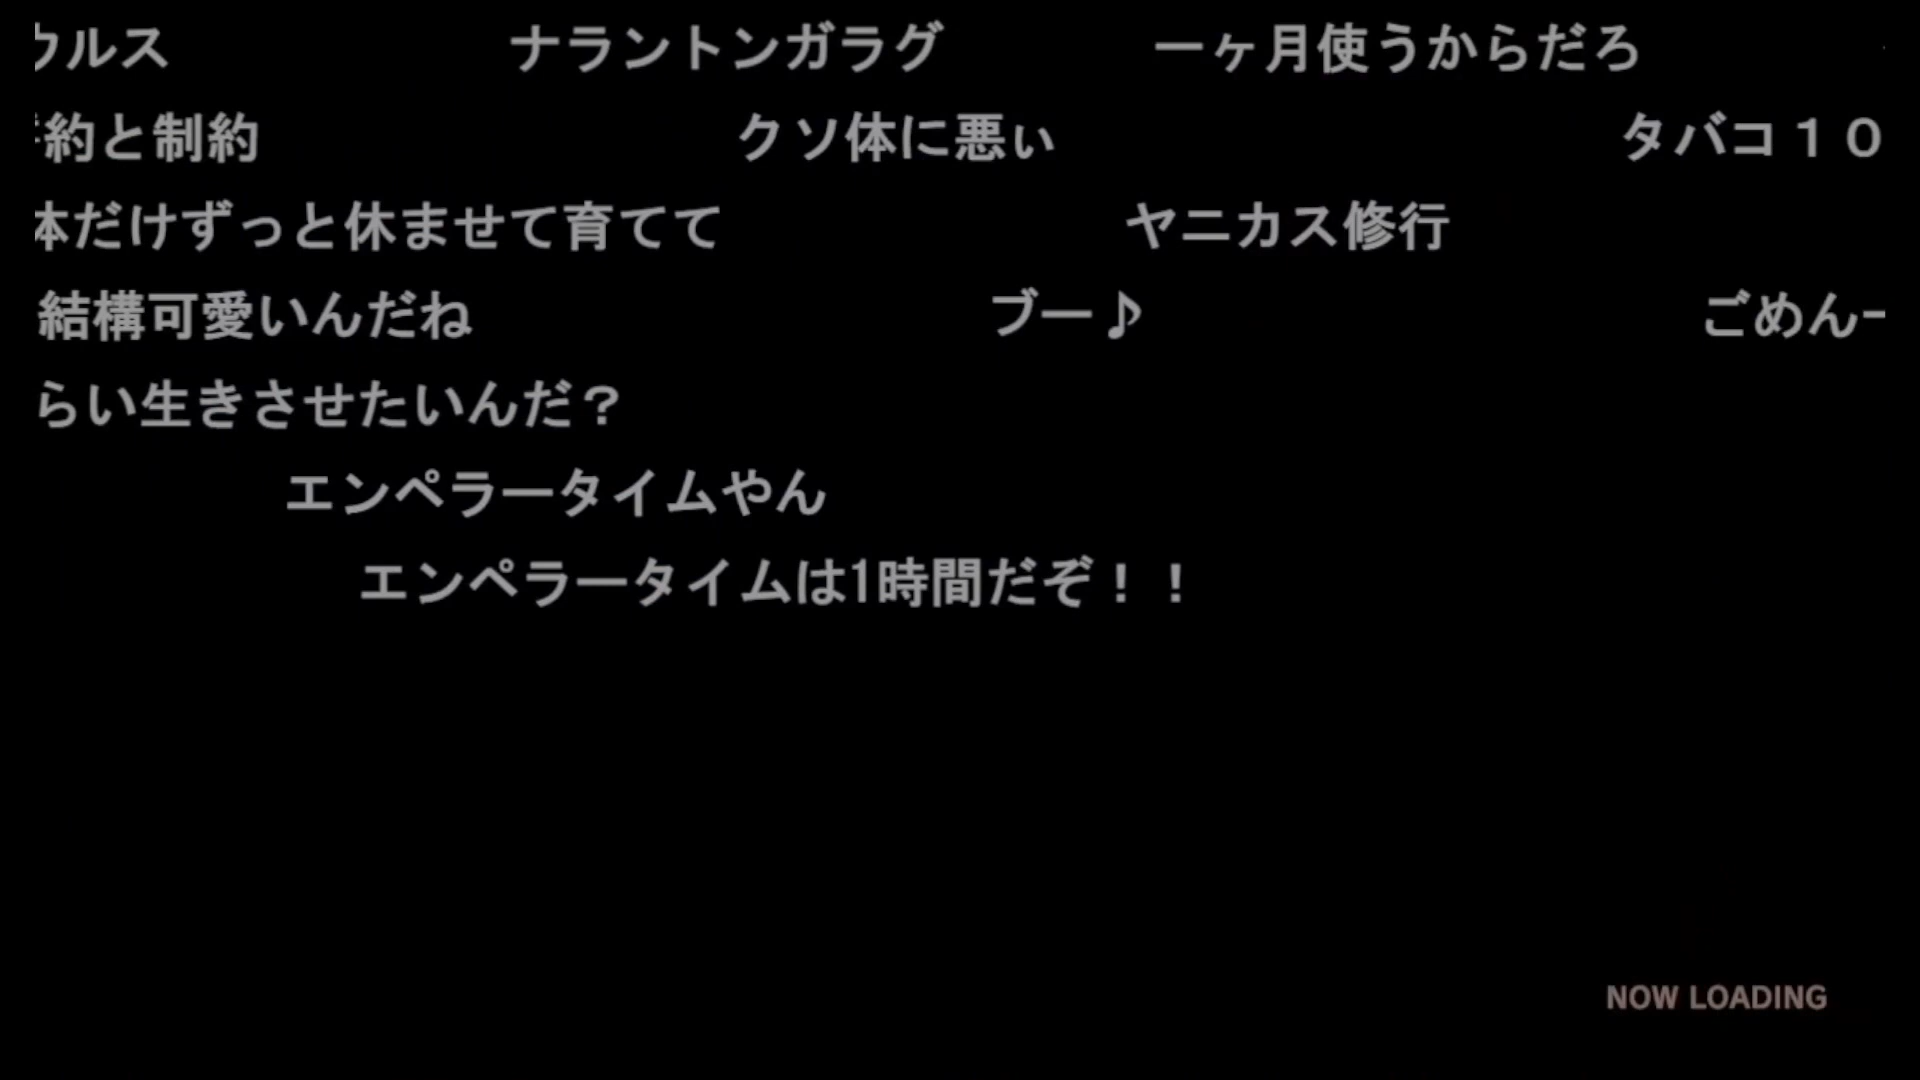 ウルス ナラントンガラグ 一ヶ月使うからだろ
約と制約 クソ体に悪ぃ タバコ１０
体だけずっと休ませて育てて ヤニカス修行
結構可愛いんだね ブー♪ ごめんー
らい生きさせたいんだ？
エンペラータイムやん
エンペラータイムは1時間だぞ！！
NOW LOADING